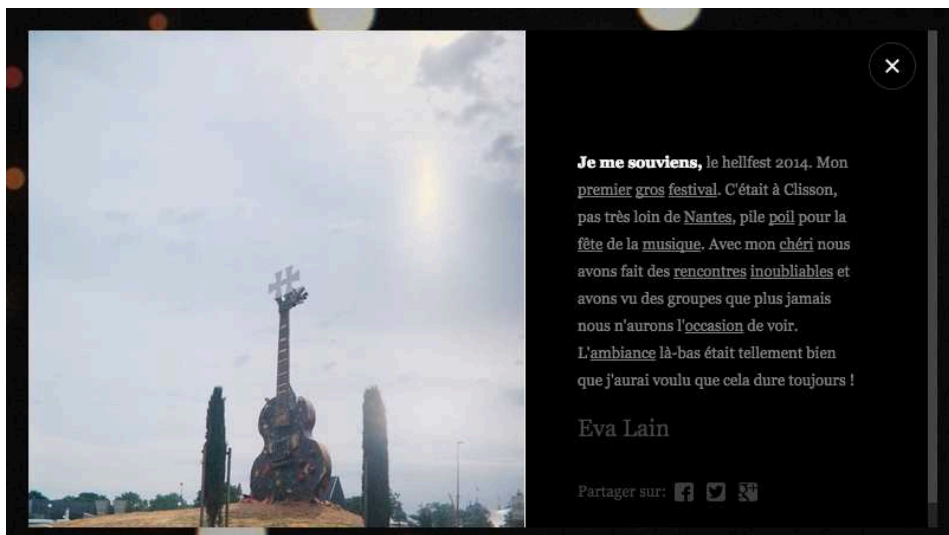 Je me souviens, le hellfest 2014. Mon
premier gros festival. C'était à Clisson,
pas très loin de Nantes, pile poil pour la
fête de la musique. Avec mon chéri nous
avons fait des rencontres inoubliables et
avons vu des groupes que plus jamais
nous n'aurons l'occasion de voir.
L'ambiance là-bas était tellement bien
que j'aurai voulu que cela dure toujours !
Eva Lain
Partager sur: